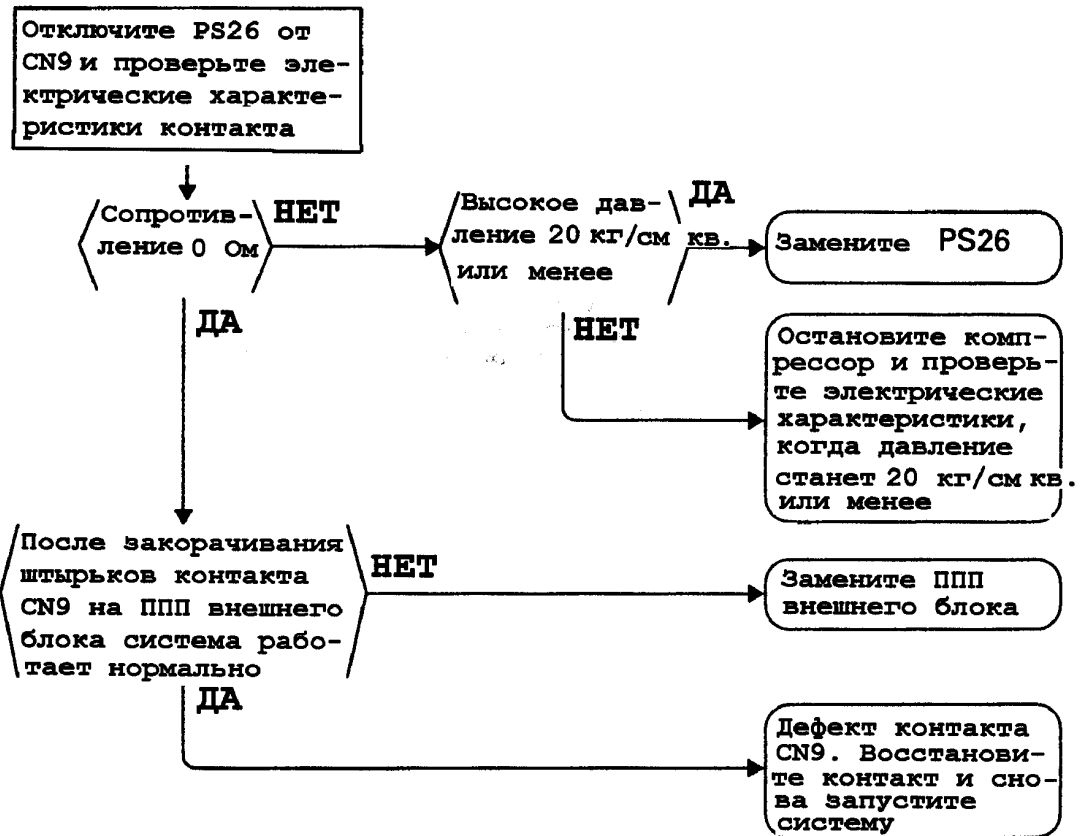 Отключите PS26 от
CN9 и проверьте эле-
ктрические характе-
ристики контакта
Сопротив-
ление 0 Ом
НЕТ
Высокое дав-
ление 20 кг/см кв.
или менее
ДА
Замените PS26
ДА
НЕТ
Остановите комп-
рессор и проверь-
те электрические
характеристики,
когда давление
станет 20 кг/см кв.
или менее
После закорачивания
штырьков контакта
CN9 на ППП внешнего
блока система рабо-
тает нормально
НЕТ
Замените ППП
внешнего блока
ДА
Дефект контакта
CN9. Восстанови-
те контакт и сно-
ва запустите
систему